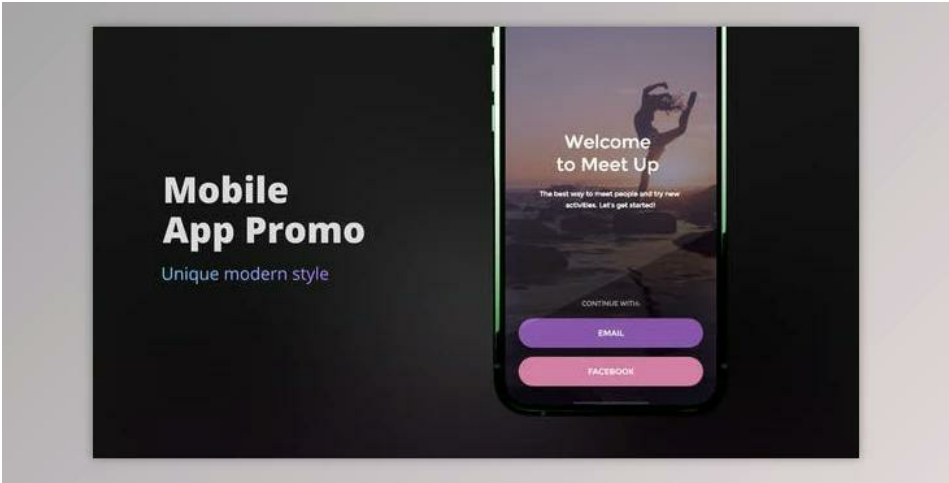 Mobile
App Promo
Unique modern style
Welcome
to Meet Up
The best way to meet people and try new
activities. Let's get started!
CONTINUE WITH:
EMAIL
FACEBOOK